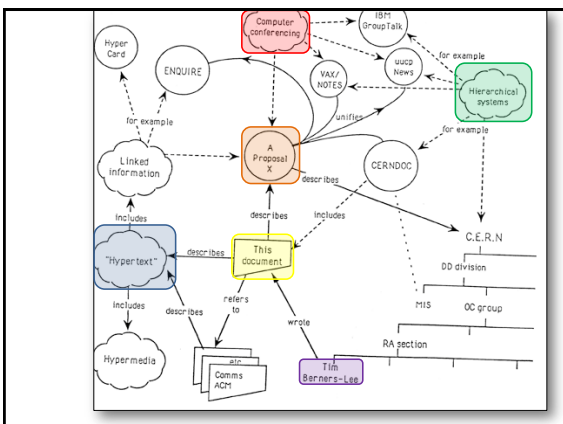 Computer
conferencing
IBM
GroupTalk
Hyper
Card
ENQUIRE
VAX/
NOTES
uucp
News
for example
Hierarchical
systems
for example
unifies
for example
A
Proposal
X
CERNDOC
Linked
information
describes
includes
describes
includes
C.E.R.N
"Hypertext"
describes
This
document
DD division
refers
to
describes
MIS
OC group
includes
wrote
RA section
Hypermedia
etc
Comms
ACM
Tim
Berners-Lee